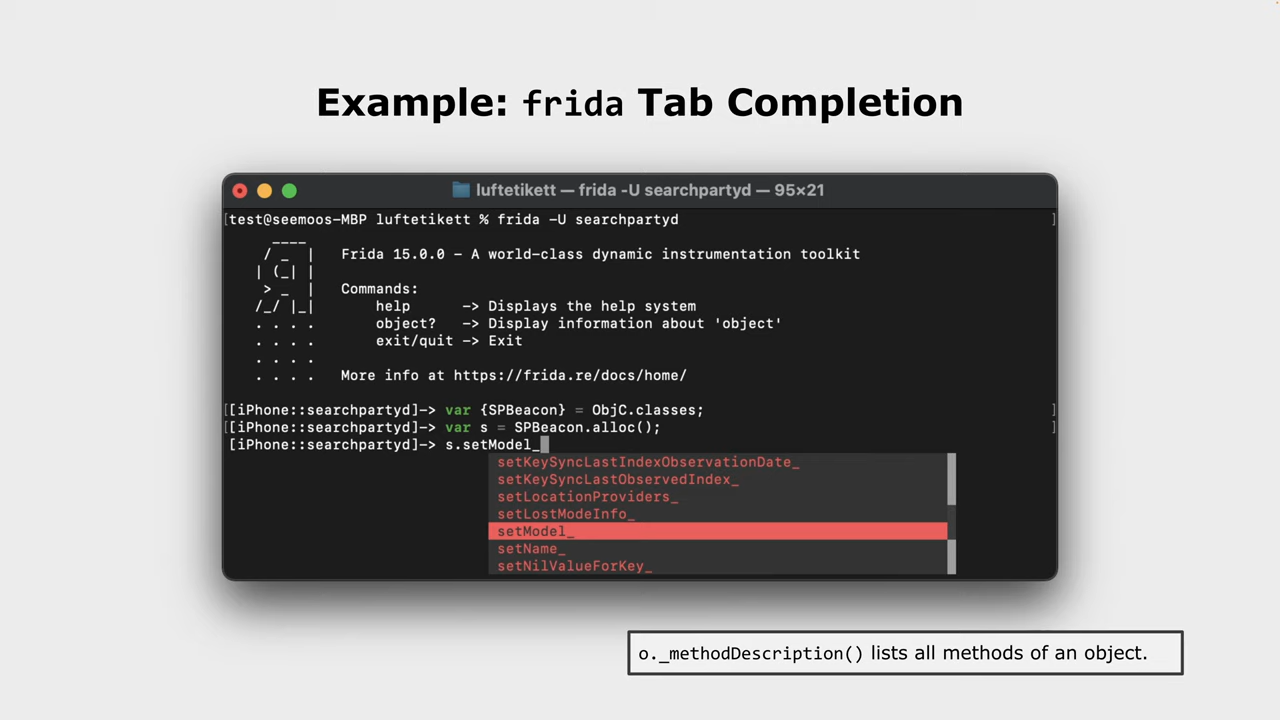 Example: frida Tab Completion
luftetikett — frida -U searchpartyd — 95×21
[test@seemoos-MBP luftetikett % frida -U searchpartyd ]
     ____
    / _  |   Frida 15.0.0 - A world-class dynamic instrumentation toolkit
   | (_| |
    > _  |   Commands:
   /_/ |_|       help      -> Displays the help system
   . . . .       object?   -> Display information about 'object'
   . . . .       exit/quit -> Exit
   . . . .
   . . . .   More info at https://frida.re/docs/home/
[[iPhone::searchpartyd]-> var {SPBeacon} = ObjC.classes; ]
[[iPhone::searchpartyd]-> var s = SPBeacon.alloc(); ]
[iPhone::searchpartyd]-> s.setModel_
setKeySyncLastIndexObservationDate_
setKeySyncLastObservedIndex_
setLocationProviders_
setLostModeInfo_
setModel_
setName_
setNilValueForKey_
o._methodDescription() lists all methods of an object.